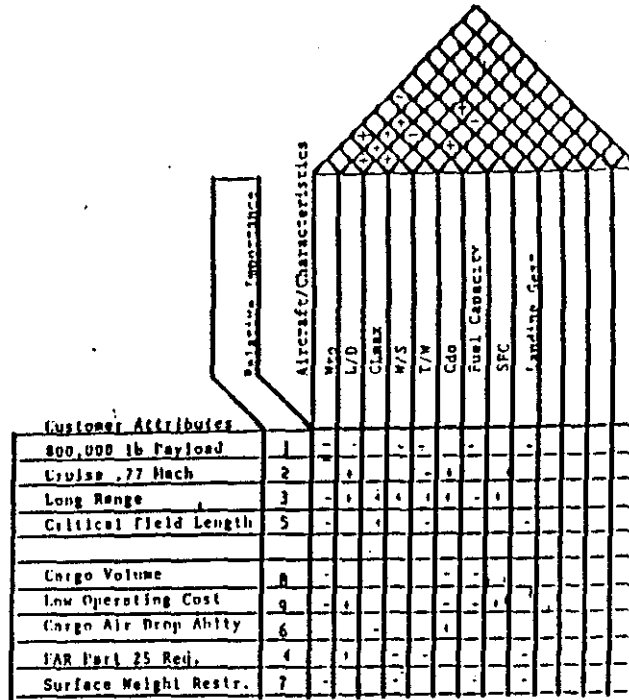 Relative Importance
Aircraft/Characteristics
L/D
CLmax
W/S
T/W
Cdo
Fuel Capacity
SFC
Landing Gear
Customer Attributes
800,000 lb Payload 1
Cruise .77 Mach 2
Long Range 3
Critical Field Length 5
Cargo Volume 8
Low Operating Cost 9
Cargo Air Drop Ablty 6
FAR Part 25 Req. 4
Surface Weight Restr. 7